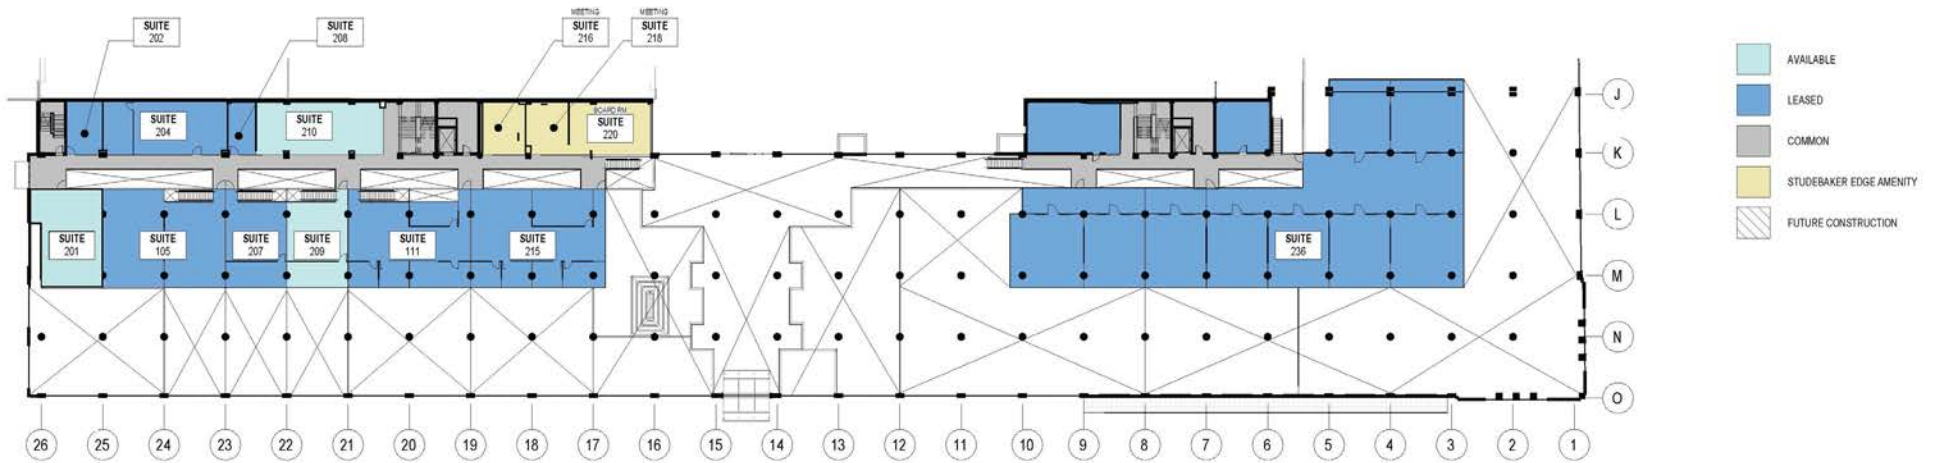 MEETING
MEETING
SUITE
202
SUITE
208
SUITE
216
SUITE
218
AVAILABLE
LEASED
COMMON
STUDEBAKER EDGE AMENITY
FUTURE CONSTRUCTION
SUITE
204
SUITE
210
BOARD RM.
SUITE
220
J
K
L
M
N
O
SUITE
201
SUITE
105
SUITE
207
SUITE
209
SUITE
111
SUITE
215
SUITE
236
26 25 24 23 22 21 20 19 18 17 16 15 14 13 12 11 10 9 8 7 6 5 4 3 2 1